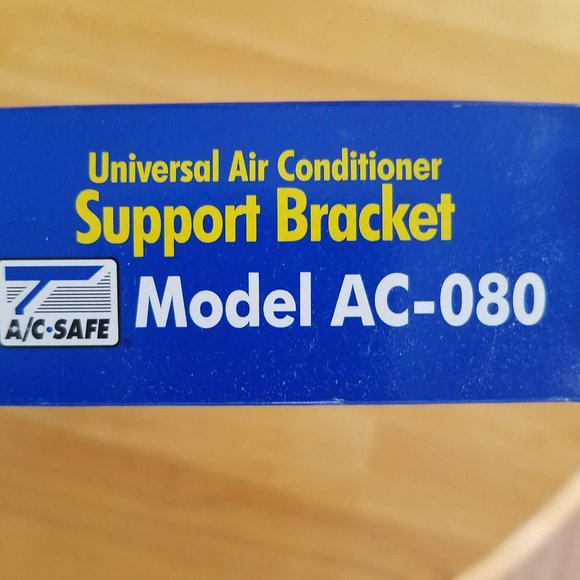 Universal Air Conditioner
Support Bracket
A/C·SAFE
Model AC-080